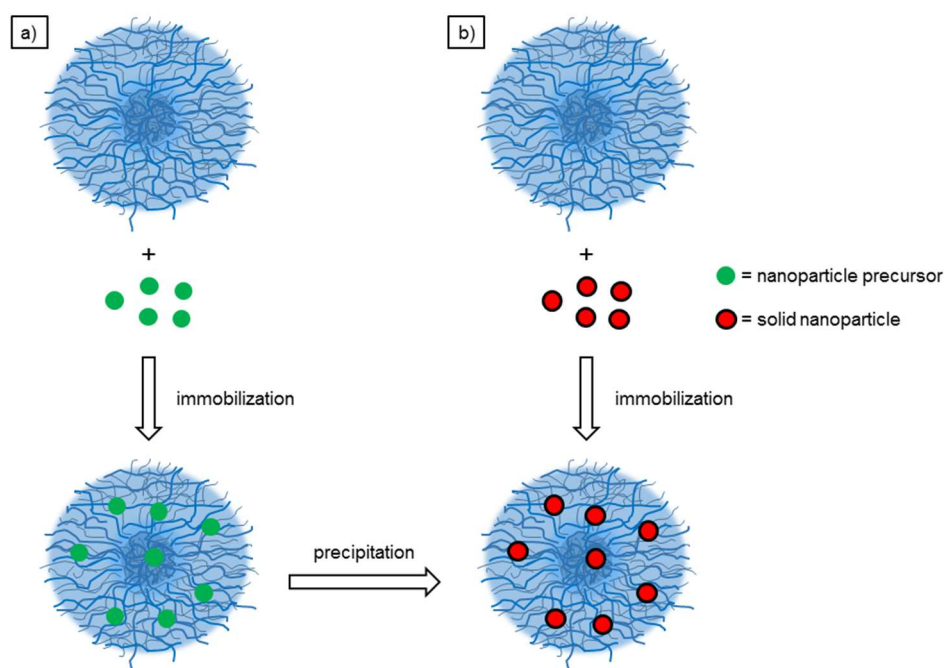 a)
b)
+
+
= nanoparticle precursor
= solid nanoparticle
immobilization
immobilization
precipitation